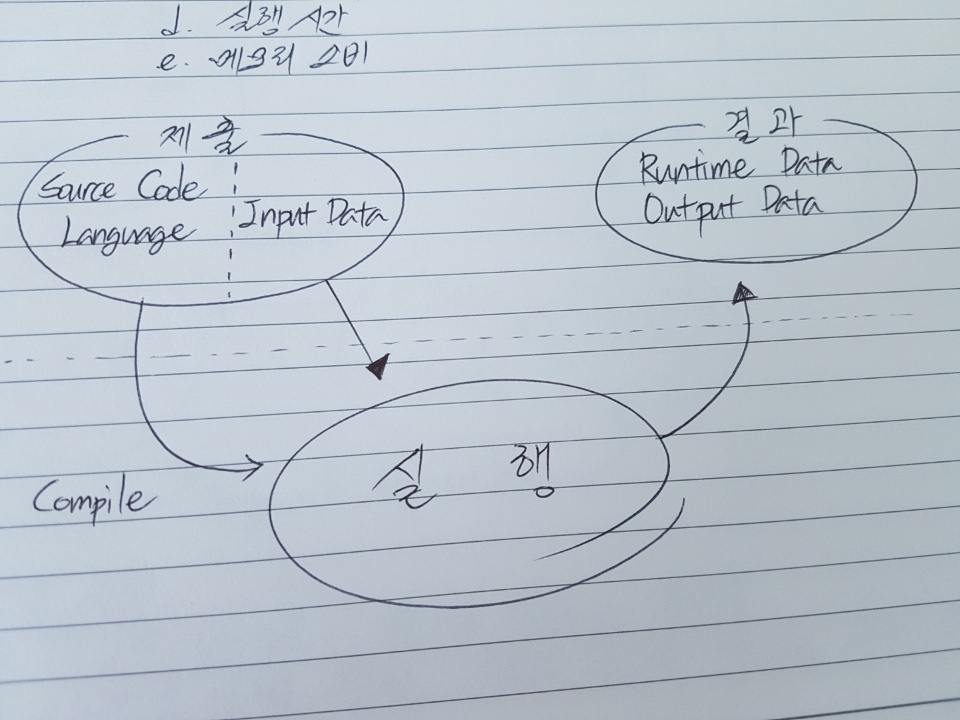 d. 실행 시간
e. 메모리 소비
제출
Source Code
Language
Input Data
결과
Runtime Data
Output Data
실행
Compile